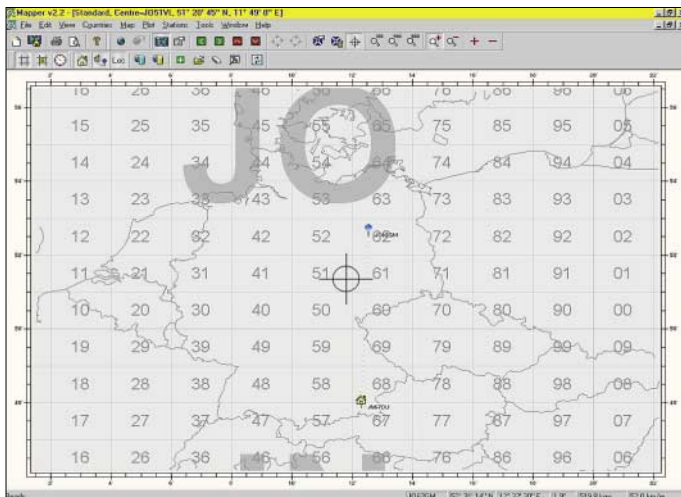 Mapper v2.2 - [Standard, Centre=JO51VI, 51° 20' 45" N, 11° 49' 8" E]
File Edit View Countries Map Plot Stations Tools Window Help
Loc
JO
15 25 35 45 55 65 75 85 95 05
14 24 34 44 54 64 74 84 94 04
13 23 33 43 53 63 73 83 93 03
12 22 32 42 52 62 72 82 92 02
11 21 31 41 51 61 71 81 91 01
10 20 30 40 50 60 70 80 90 00
19 29 39 49 59 69 79 89 99 09
18 28 38 48 58 68 78 88 98 08
17 27 37 47 57 67 77 87 97 07
16 26 36 46 56 66 76 86 96 06